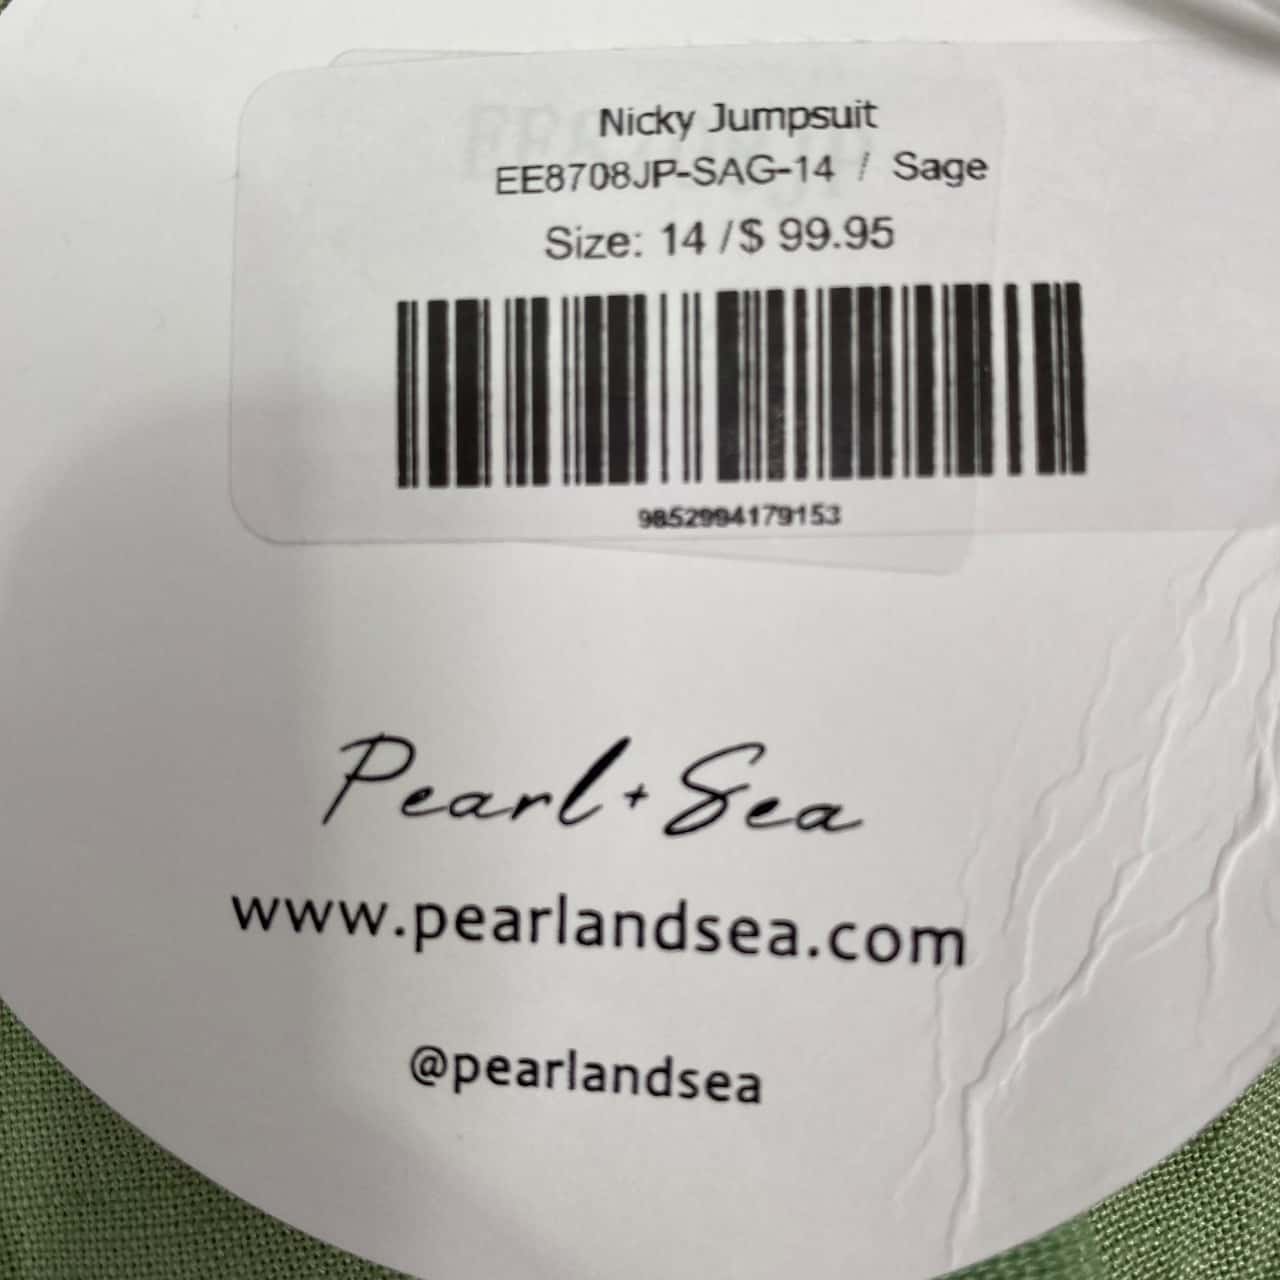 Nicky Jumpsuit
EE8708JP-SAG-14 / Sage
Size: 14 /$ 99.95
9852994179153
Pearl + Sea
www.pearlandsea.com
@pearlandsea